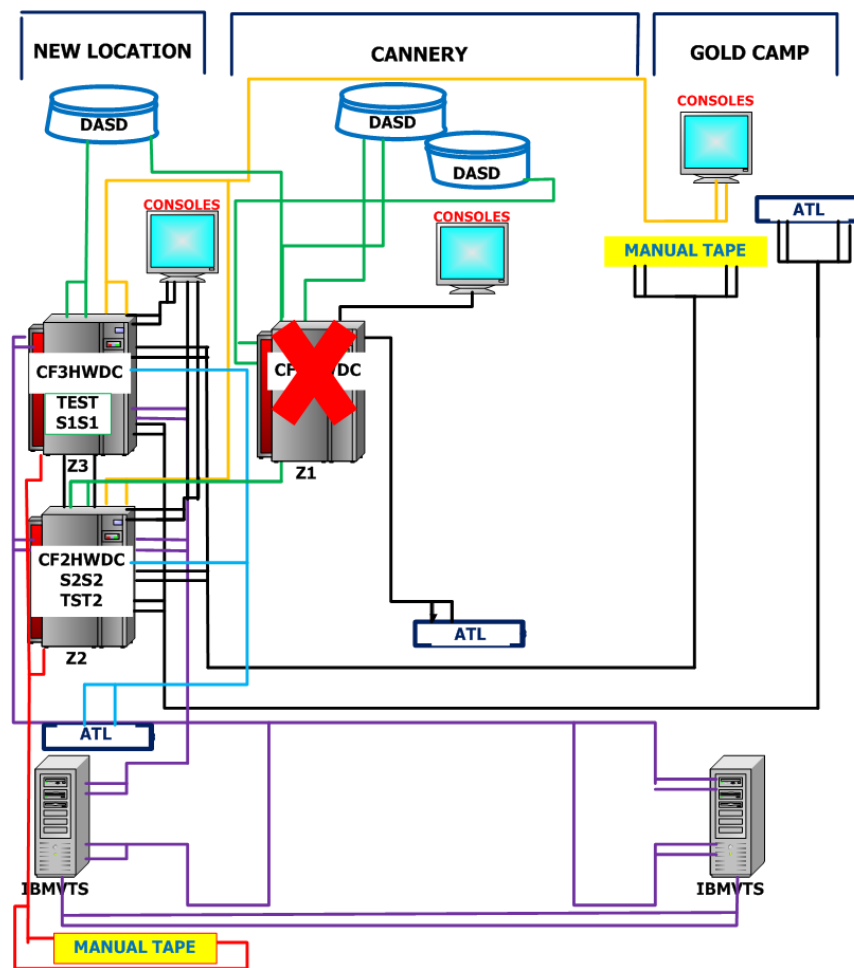 NEW LOCATION
CANNERY
GOLD CAMP
DASD
DASD
DASD
CONSOLES
CONSOLES
CONSOLES
ATL
MANUAL TAPE
CF3HWDC
TEST
S1S1
Z3
Z1
CF2HWDC
S2S2
TST2
Z2
ATL
ATL
IBMVTS
IBMVTS
MANUAL TAPE